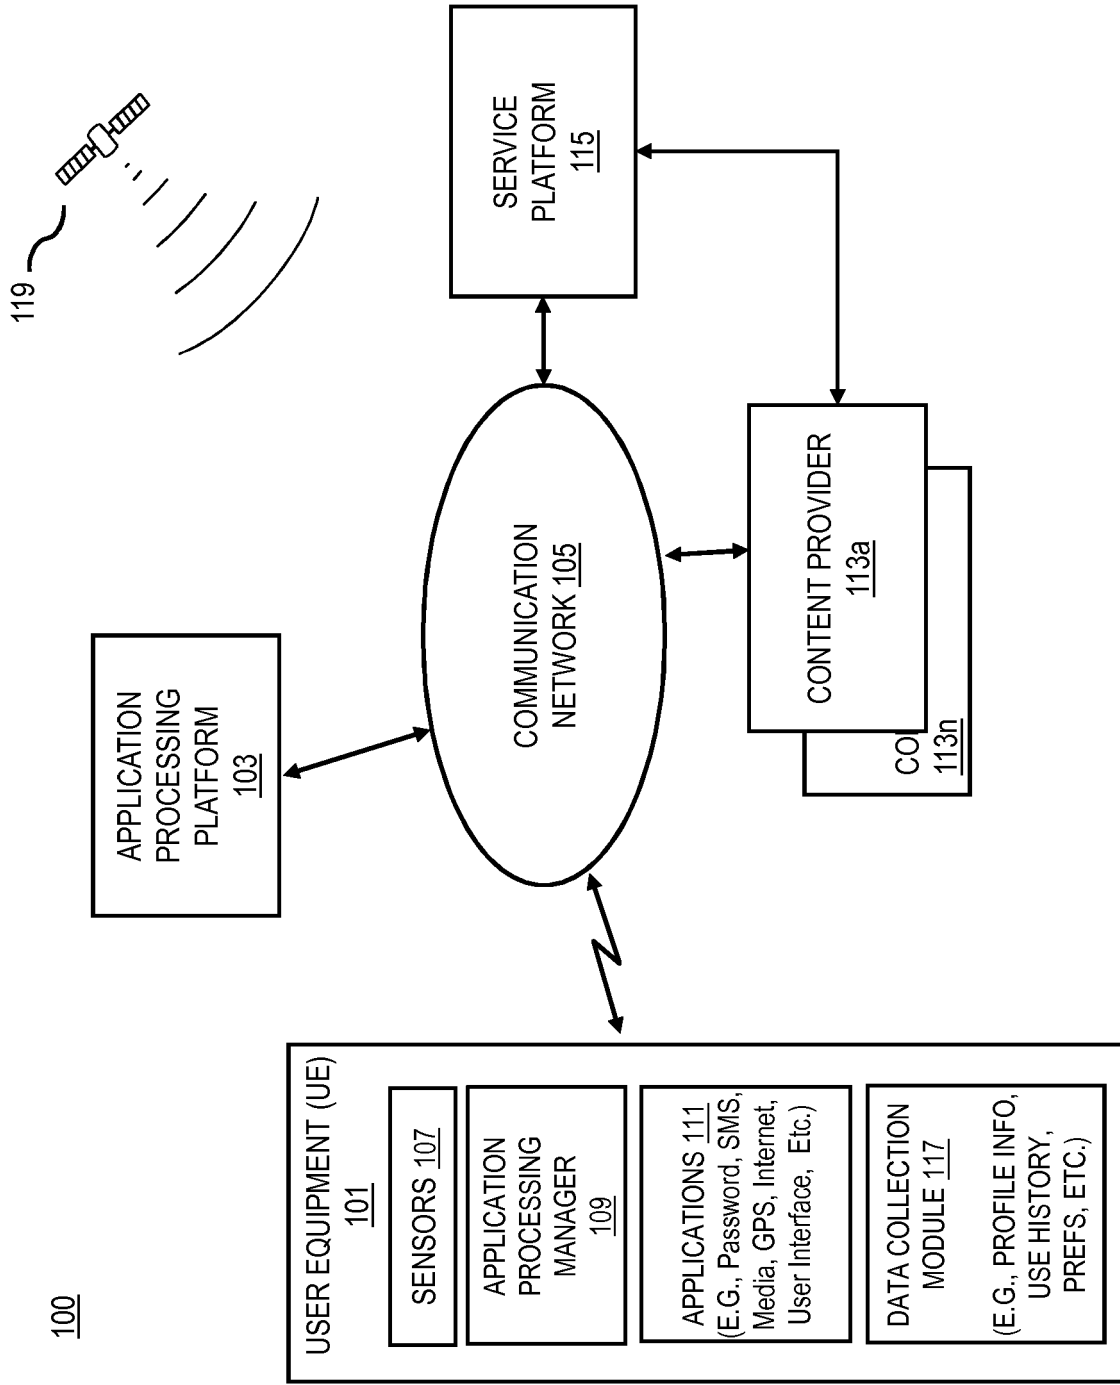 100
119
USER EQUIPMENT (UE)
101
SENSORS 107
APPLICATION
PROCESSING
MANAGER
109
APPLICATIONS 111
(E.G., Password, SMS,
Media, GPS, Internet,
User Interface, Etc.)
DATA COLLECTION
MODULE 117
(E.G., PROFILE INFO,
USE HISTORY,
PREFS, ETC.)
APPLICATION
PROCESSING
PLATFORM
103
COMMUNICATION
NETWORK 105
SERVICE
PLATFORM
115
CONTENT PROVIDER
113a
113n